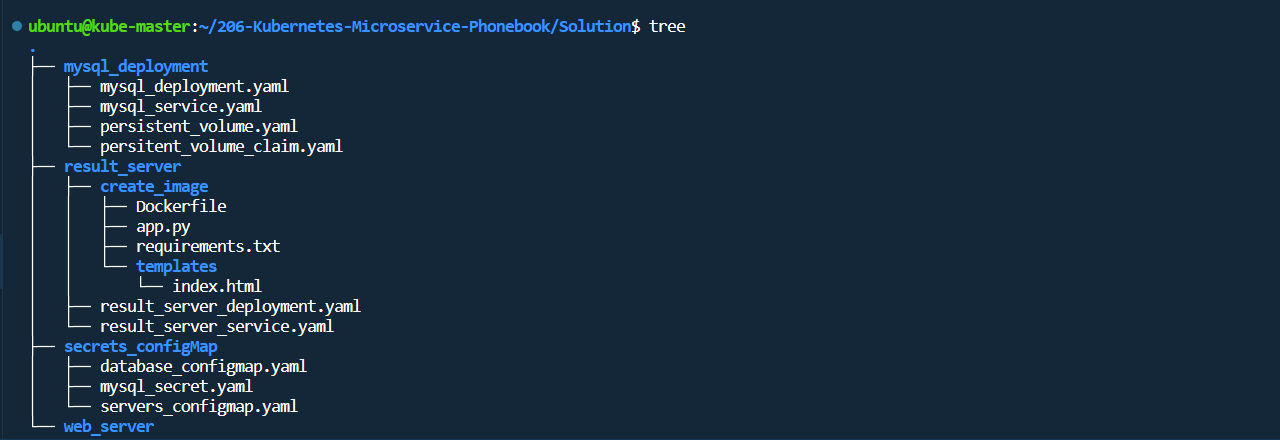 ubuntu@kube-master:~/206-Kubernetes-Microservice-Phonebook/Solution$ tree
.
├── mysql_deployment
│   ├── mysql_deployment.yaml
│   ├── mysql_service.yaml
│   ├── persistent_volume.yaml
│   └── persitent_volume_claim.yaml
├── result_server
│   ├── create_image
│   │   ├── Dockerfile
│   │   ├── app.py
│   │   ├── requirements.txt
│   │   └── templates
│   │       └── index.html
│   ├── result_server_deployment.yaml
│   └── result_server_service.yaml
├── secrets_configMap
│   ├── database_configmap.yaml
│   ├── mysql_secret.yaml
│   └── servers_configmap.yaml
└── web_server